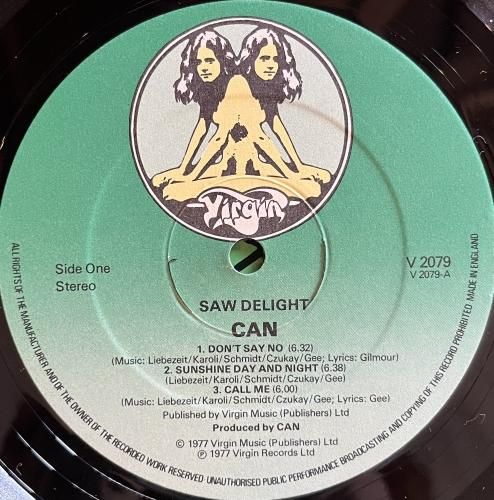 Virgin
Side One
Stereo
V 2079
V 2079-A
SAW DELIGHT
CAN
1. DON'T SAY NO (6.32)
(Music: Liebezeit/Karoli/Schmidt/Czukay/Gee; Lyrics: Gilmour)
2. SUNSHINE DAY AND NIGHT (6.38)
(Liebezeit/Karoli/Schmidt/Czukay/Gee)
3. CALL ME (6.00)
(Music: Liebezeit/Karoli/Schmidt/Czukay/Gee, Lyrics: Gee)
Published by Virgin Music (Publishers) Ltd
Produced by CAN
© 1977 Virgin Music (Publishers) Ltd
℗ 1977 Virgin Records Ltd
ALL RIGHTS OF THE MANUFACTURER AND OF THE OWNER OF THE RECORDED WORK RESERVED·UNAUTHORISED PUBLIC PERFORMANCE BROADCASTING AND COPYING OF THIS RECORD PROHIBITED MADE IN ENGLAND